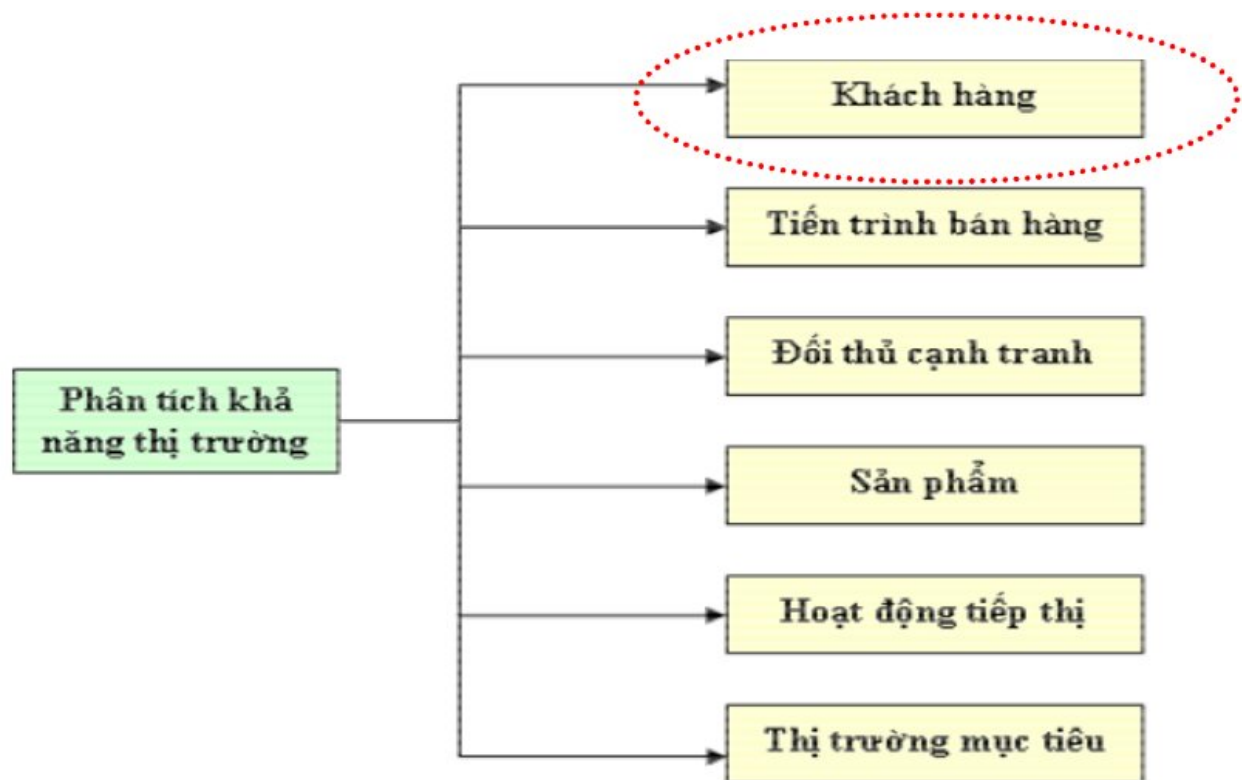 Khách hàng
Tiến trình bán hàng
Đối thủ cạnh tranh
Phân tích khả
năng thị trường
Sản phẩm
Hoạt động tiếp thị
Thị trường mục tiêu